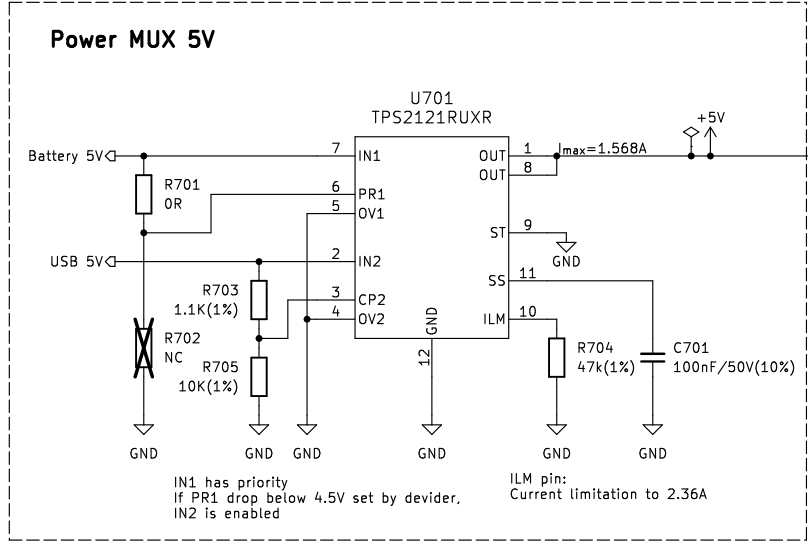 Power MUX 5V
U701
TPS2121RUXR
Battery 5V
7
IN1
OUT
1
Imax=1.568A
+5V
OUT
8
R701
0R
6
PR1
5
OV1
ST
9
GND
USB 5V
2
IN2
SS
11
R703
1.1K(1%)
3
CP2
4
OV2
GND
12
ILM
10
R702
NC
R705
10K(1%)
R704
47k(1%)
C701
100nF/50V(10%)
GND
GND
GND
GND
GND
GND
IN1 has priority
If PR1 drop below 4.5V set by devider,
IN2 is enabled
ILM pin:
Current limitation to 2.36A